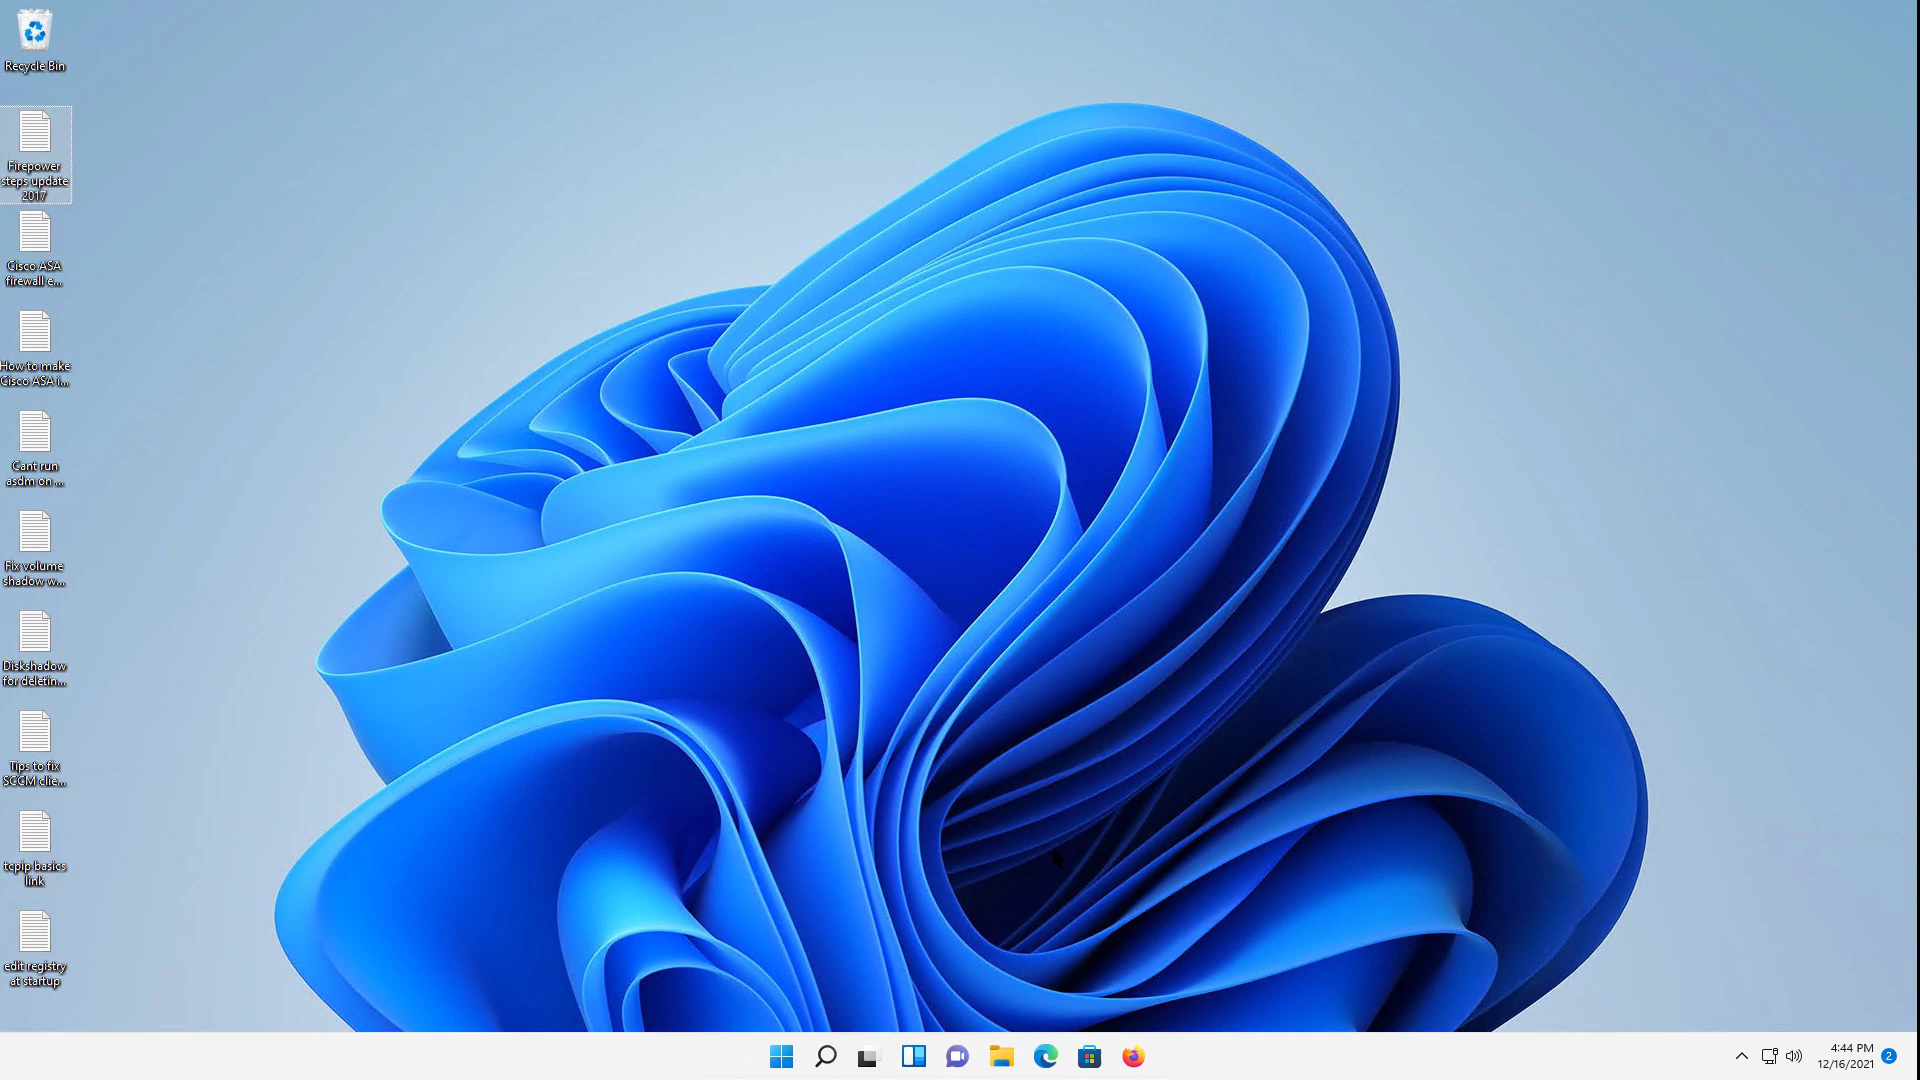 Recycle Bin
Firepower
steps update
2017
Cisco ASA
firewall e...
How to make
Cisco ASA i...
Cant run
asdm on ...
Fix volume
shadow w...
Diskshadow
for deletin...
Tips to fix
SCCM clie...
tcpip basics
link
edit registry
at startup
4:44 PM
12/16/2021
2